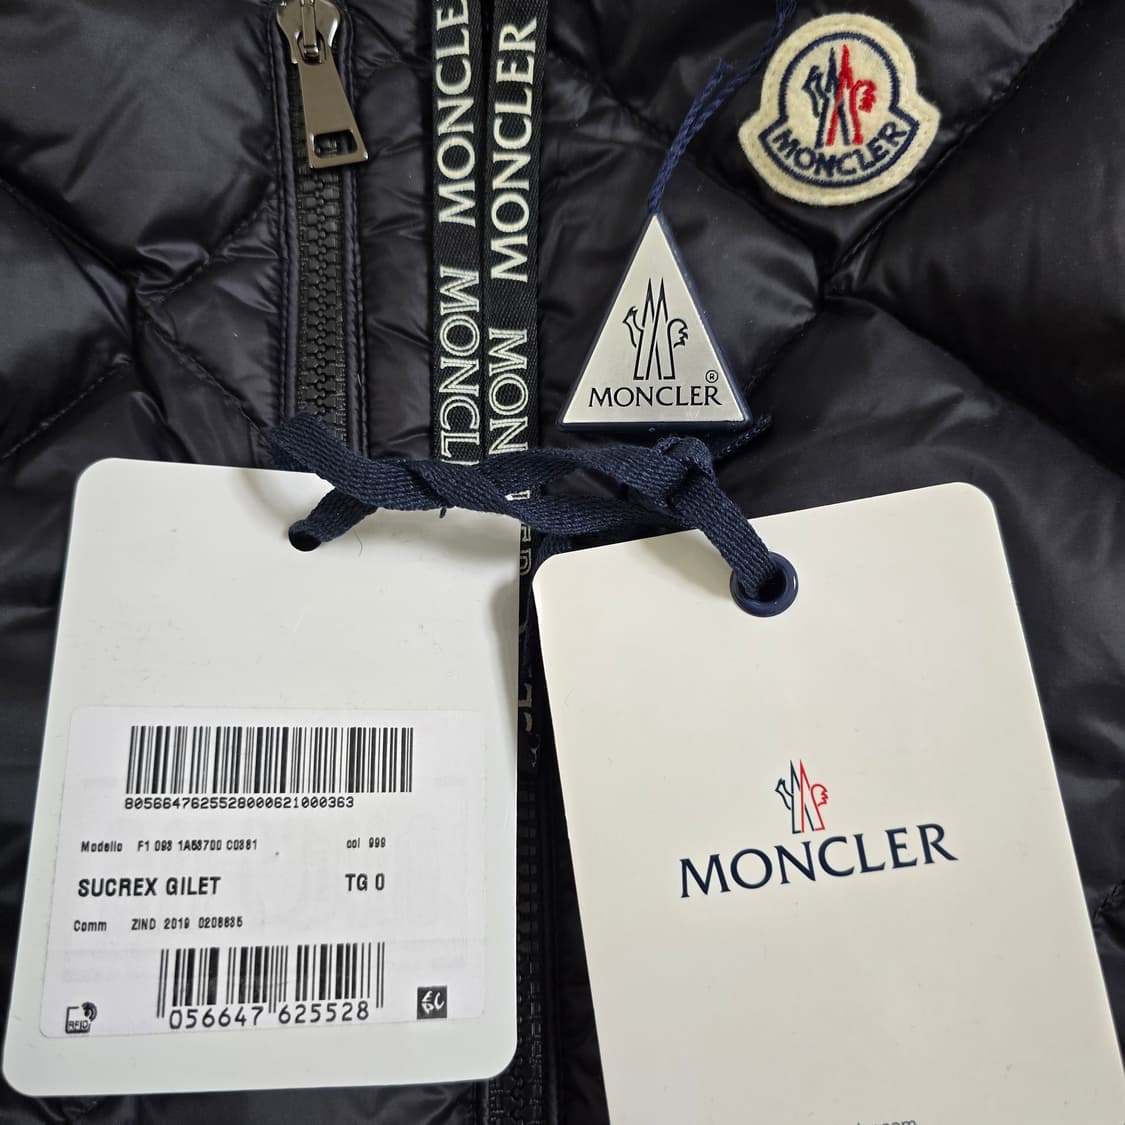 MONCLER
MONCLER
MONCLER
MONCLER
MONCLER
MONCLER ®
8056647625528000621000363
Modello F1 093 1A53700 C0381 col 999
SUCREX GILET TG 0
Comm ZIND 2019 0208635
056647 625528
RFID
MONCLER